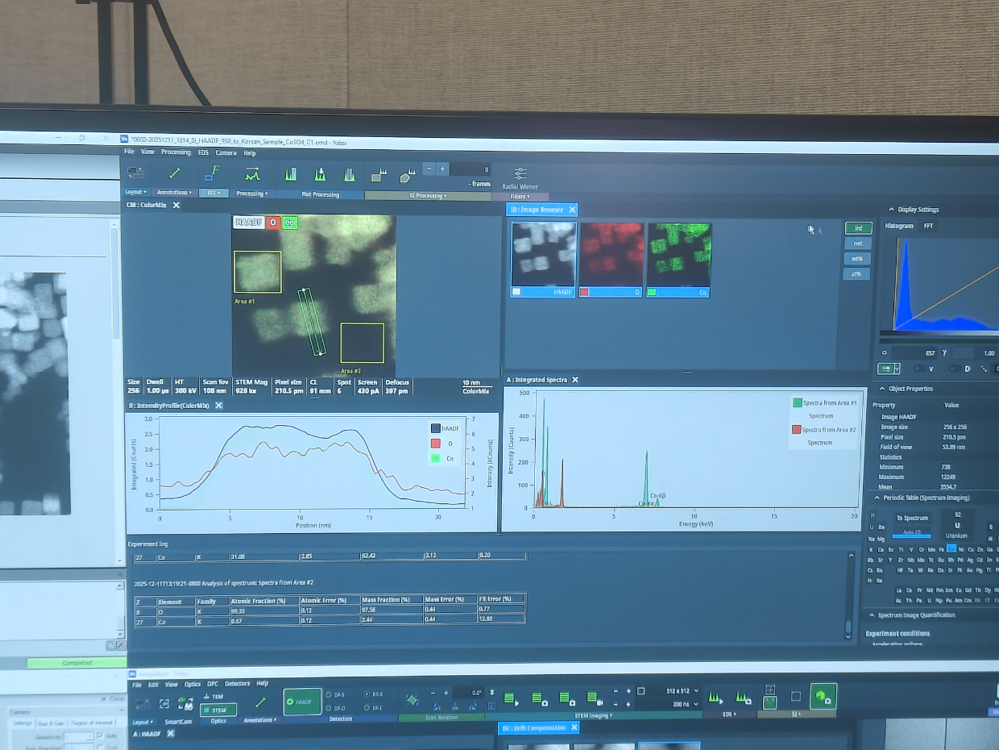 *0002-20251211_1314_SI_HAADF_930_kx_Korcan_Sample_Co3O4_C1.emd - Velox
File View Processing EDS Camera Help
0
- frames
Radial Wiener
Layout Annotations FFT Processing Plot Processing SI Processing Filters
CM : ColorMix
HAADF O Co
Area #1
Area #2
Size Dwell HT Scan fov STEM Mag Pixel size CL Spot Screen Defocus 10 nm
256 1.00 µs 300 kV 108 nm 928 kx 210.5 pm 91 mm 6 430 pA 397 pm ColorMix
IB : Image Browser
HAADF O Co
int
net
wt%
at%
Display Settings
Histogram FFT
857 γ 1.00
V D
Object Properties
Property Value
Image HAADF
Image size 256 x 256
Pixel size 210.5 pm
Field of view 53.89 nm
Statistics
Minimum 738
Maximum 12249
Mean 3554.7
Periodic Table (Spectrum Imaging)
To Spectrum
Auto ID
92
U
Uranium
B : IntensityProfile(ColorMix)
3.0
2.5
2.0
1.5
1.0
0.5
0.0
Integrated (Counts)
0 5 10 15 20
Position (nm)
7
6
5
4
3
2
1
Intensity (kCounts)
HAADF
O
Co
A : Integrated Spectra
500
400
300
200
100
0
Intensity (Counts)
0 5 10 15 20
Energy (keV)
Co-Kβ
Co-Kα
Spectra from Area #1
Spectrum
Spectra from Area #2
Spectrum
Experiment log
27 Co K 31.08 2.85 62.42 3.12 0.20
2025-12-11T13:19:21-0800 Analysis of spectrum: Spectra from Area #2
Z Element Family Atomic Fraction (%) Atomic Error (%) Mass Fraction (%) Mass Error (%) Fit Error (%)
8 O K 99.33 0.12 97.56 0.44 0.77
27 Co K 0.67 0.12 2.44 0.44 12.60
Spectrum Image Quantification
Experiment conditions
Completed
File Edit View Optics DPC Detectors Help
TEM
STEM
HAADF
DF-S BF-S
DF-O DF-I
0.0°
512 x 512
200 ns
Layout SmartCam Optics Annotations Detectors Scan Rotation STEM Imaging EDS SI
A : HAADF
DC : Drift Compensation
Close
Camera
Settings Bias & Gain Region of Interest
Sensitivity Auto